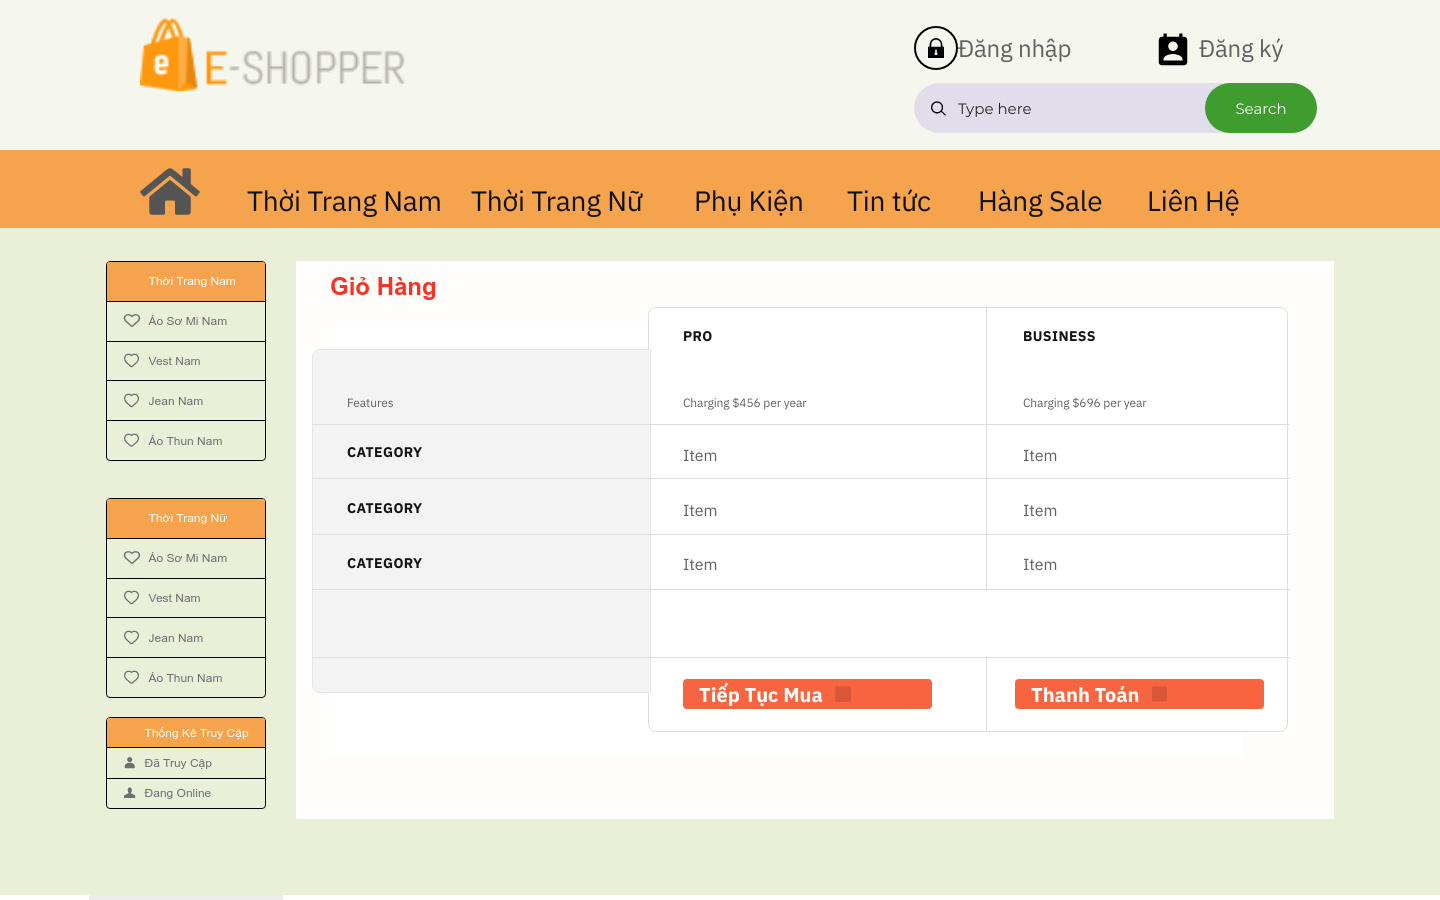 e E-SHOPPER
Đăng nhập
Đăng ký
Type here
Search
Thời Trang Nam
Thời Trang Nữ
Phụ Kiện
Tin tức
Hàng Sale
Liên Hệ
Thời Trang Nam
Áo Sơ Mi Nam
Vest Nam
Jean Nam
Áo Thun Nam
Thời Trang Nữ
Áo Sơ Mi Nam
Vest Nam
Jean Nam
Áo Thun Nam
Thống Kê Truy Cập
Đã Truy Cập
Đang Online
Giỏ Hàng
PRO
BUSINESS
Features
Charging $456 per year
Charging $696 per year
CATEGORY
Item
Item
CATEGORY
Item
Item
CATEGORY
Item
Item
Tiếp Tục Mua
Thanh Toán